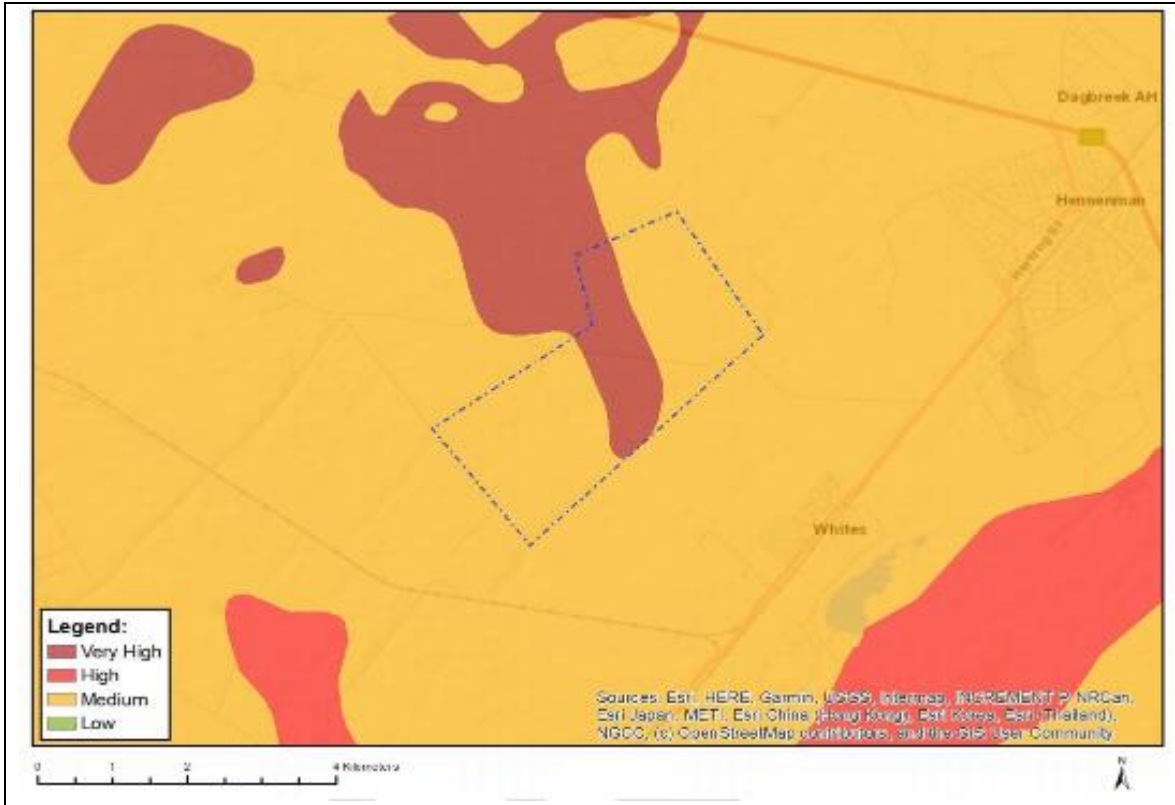 Dagbreek AH
Hennenman
Whites
Legend:
Very High
High
Medium
Low
Sources: Esri, HERE, Garmin, USGS, Intermap, INCREMENT P, NRCan,
Esri Japan, METI, Esri China (Hong Kong), Esri Korea, Esri (Thailand),
NGCC, (c) OpenStreetMap contributors, and the GIS User Community
0 1 2 4 Kilometers
N